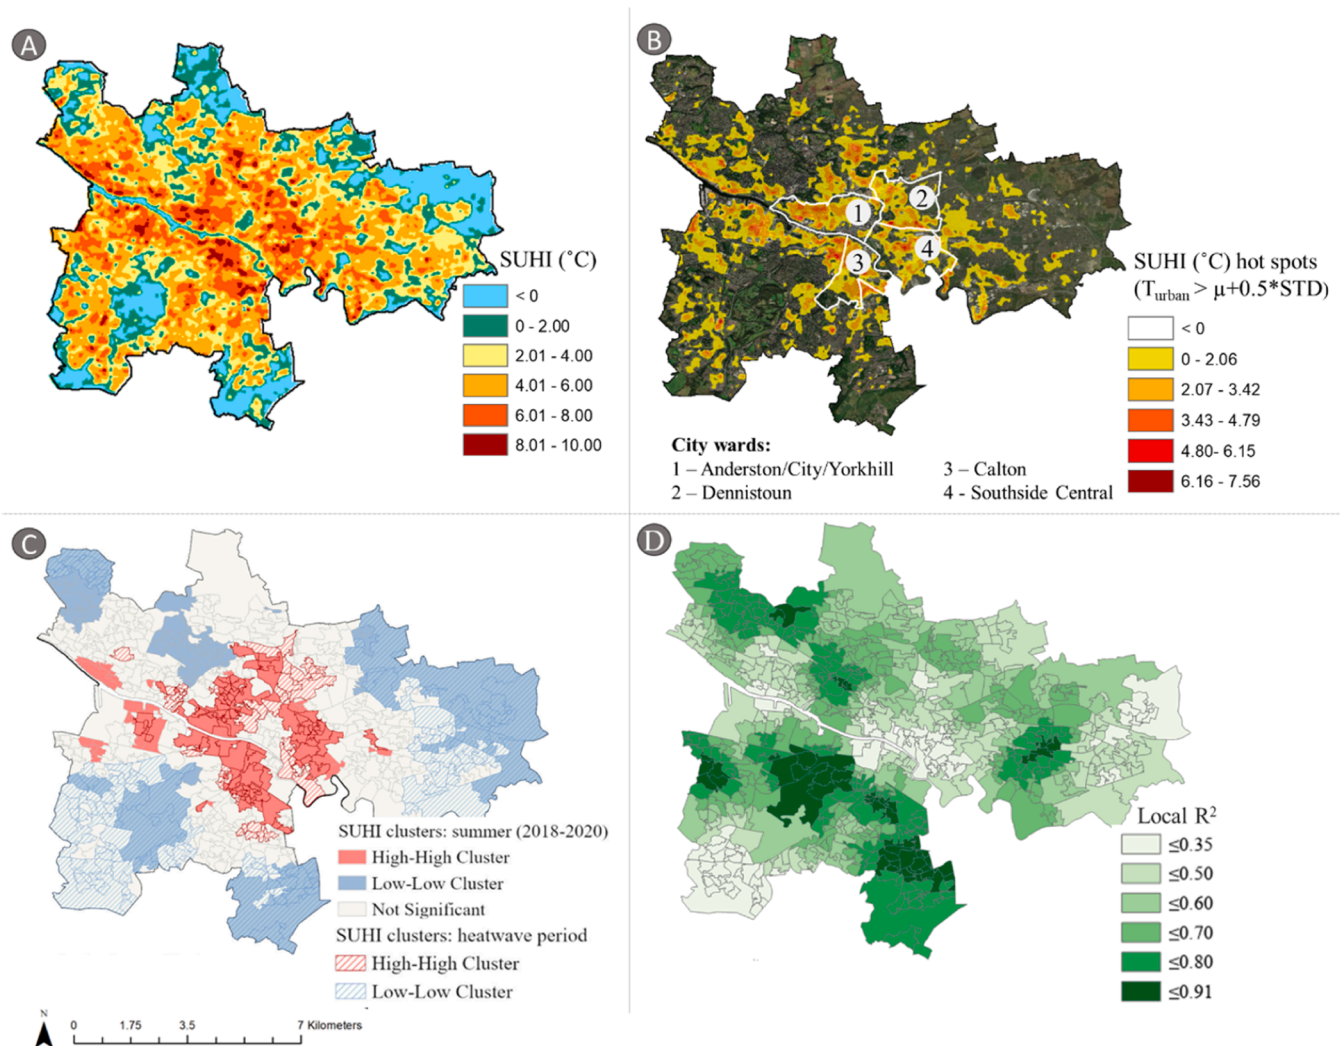 A
SUHI (˚C)
< 0
0 - 2.00
2.01 - 4.00
4.01 - 6.00
6.01 - 8.00
8.01 - 10.00
B
1
2
3
4
SUHI (˚C) hot spots
(Turban > µ+0.5*STD)
< 0
0 - 2.06
2.07 - 3.42
3.43 - 4.79
4.80- 6.15
6.16 - 7.56
City wards:
1 – Anderston/City/Yorkhill
2 – Dennistoun
3 – Calton
4 - Southside Central
C
SUHI clusters: summer (2018-2020)
High-High Cluster
Low-Low Cluster
Not Significant
SUHI clusters: heatwave period
High-High Cluster
Low-Low Cluster
N
0 1.75 3.5 7 Kilometers
D
Local R²
≤0.35
≤0.50
≤0.60
≤0.70
≤0.80
≤0.91